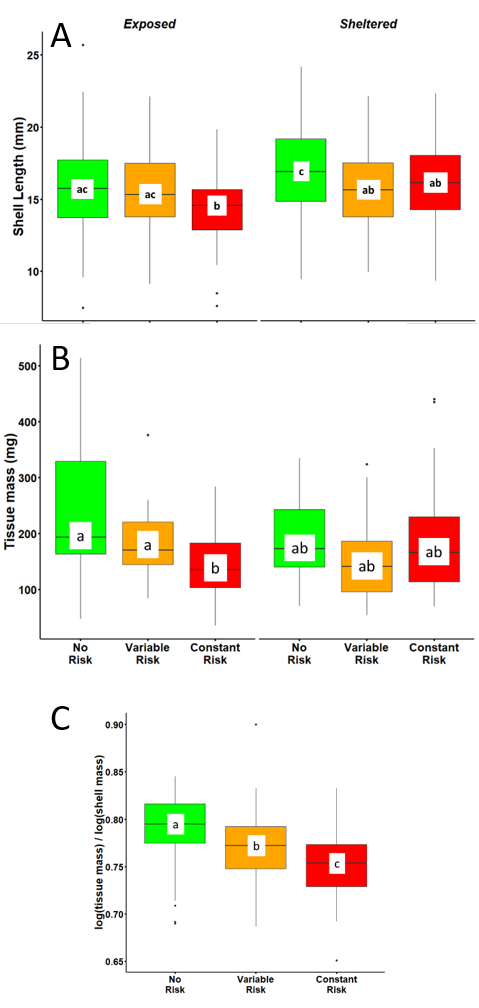 A
Exposed
Sheltered
Shell Length (mm)
25
20
15
10
ac
ac
b
c
ab
ab
B
Tissue mass (mg)
500
400
300
200
100
a
a
b
ab
ab
ab
No
Risk
Variable
Risk
Constant
Risk
No
Risk
Variable
Risk
Constant
Risk
C
log(tissue mass) / log(shell mass)
0.90
0.85
0.80
0.75
0.70
0.65
a
b
c
No
Risk
Variable
Risk
Constant
Risk